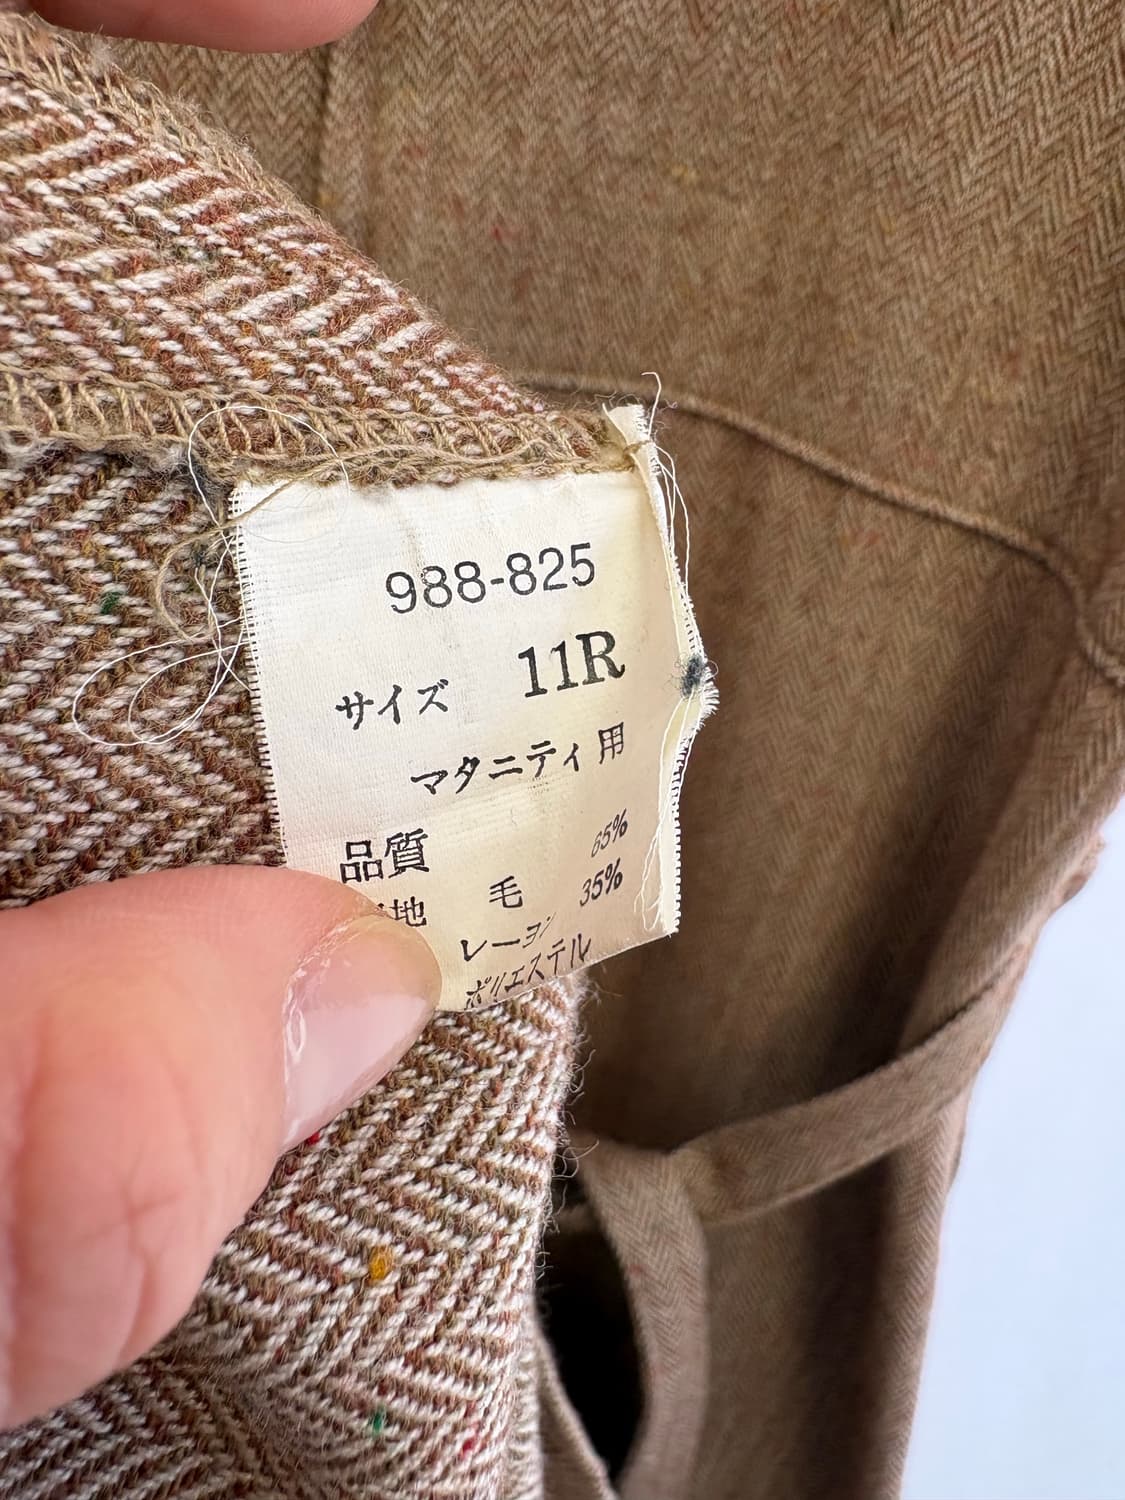 988-825
サイズ 11R
マタニティ用
品質
地 毛 65%
レーヨン 35%
ポリエステル